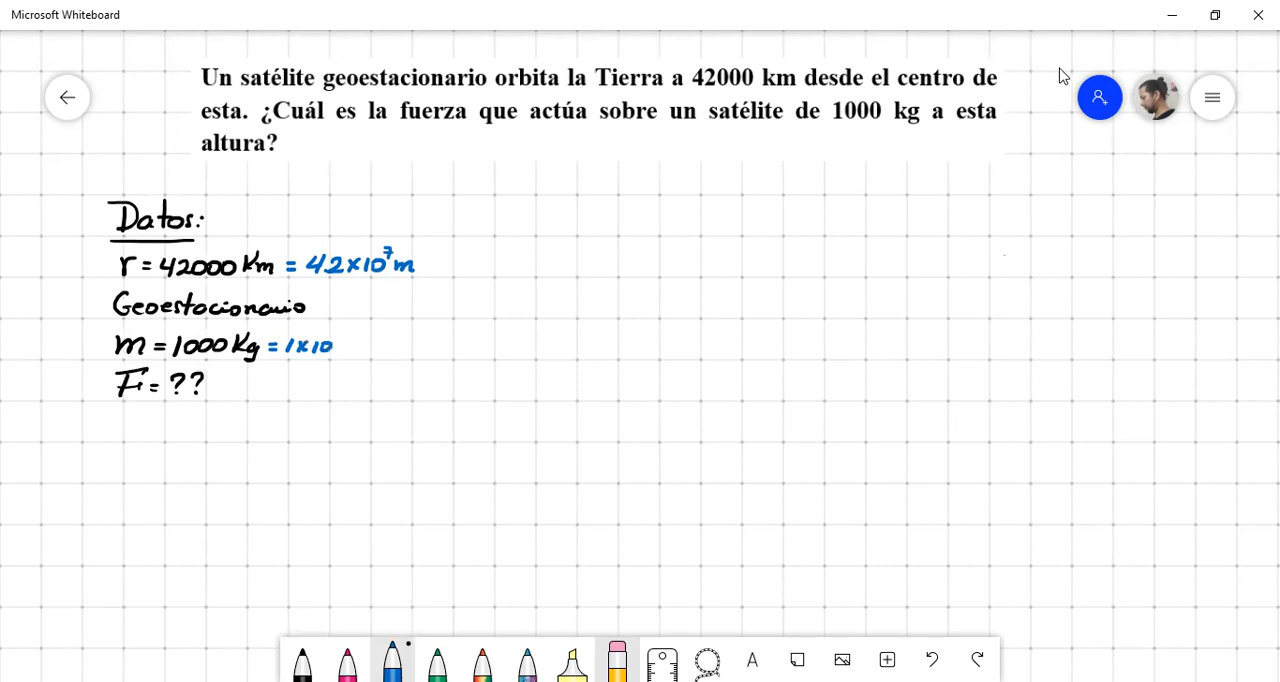 Microsoft Whiteboard
Un satélite geoestacionario orbita la Tierra a 42000 km desde el centro de
esta. ¿Cuál es la fuerza que actúa sobre un satélite de 1000 kg a esta
altura?
Datos:
r = 42000 Km = 4.2×10⁷ m
Geoestacionario
m = 1000 Kg = 1×10
F = ??
A